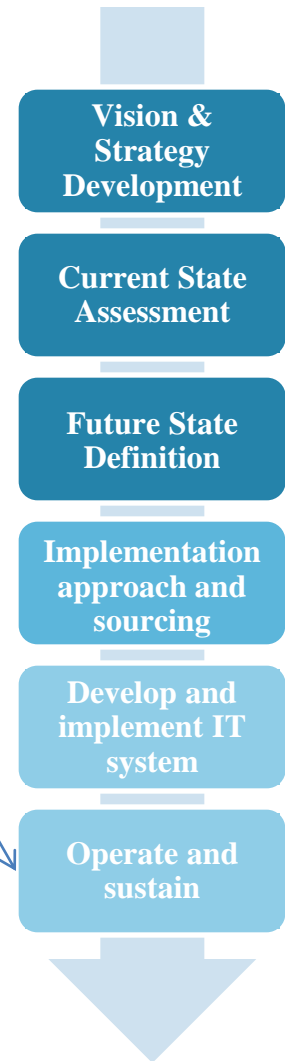 Vision &
Strategy
Development
Current State
Assessment
Future State
Definition
Implementation
approach and
sourcing
Develop and
implement IT
system
Operate and
sustain